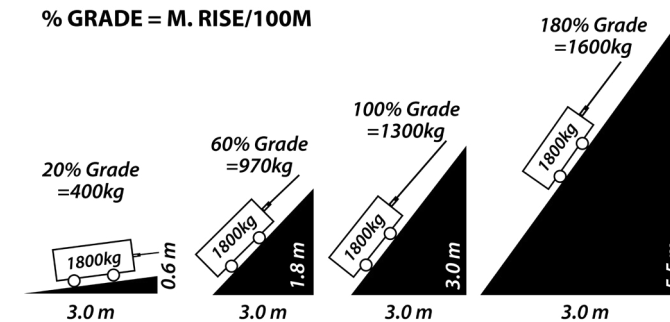 % GRADE = M. RISE/100M
20% Grade
=400kg
1800kg
0.6 m
3.0 m
60% Grade
=970kg
1800kg
1.8 m
3.0 m
100% Grade
=1300kg
1800kg
3.0 m
3.0 m
180% Grade
=1600kg
1800kg
3.0 m